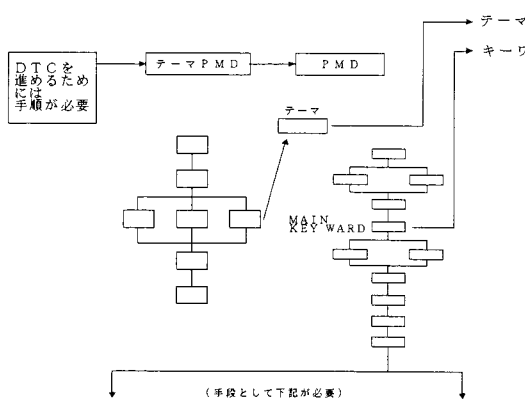 テーマ
キーワ
DTCを
進めるため
には
手順が必要
テーマPMD
PMD
テーマ
MAIN
KEY WARD
(手段として下記が必要)